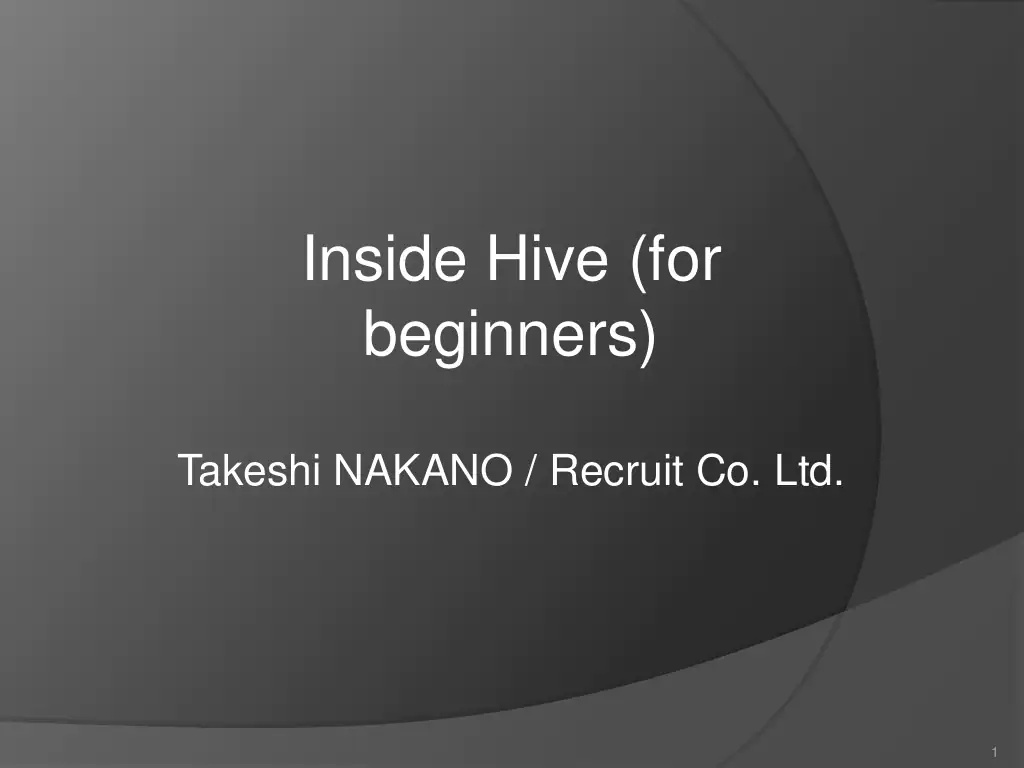 Inside Hive (for
beginners)
Takeshi NAKANO / Recruit Co. Ltd.
1